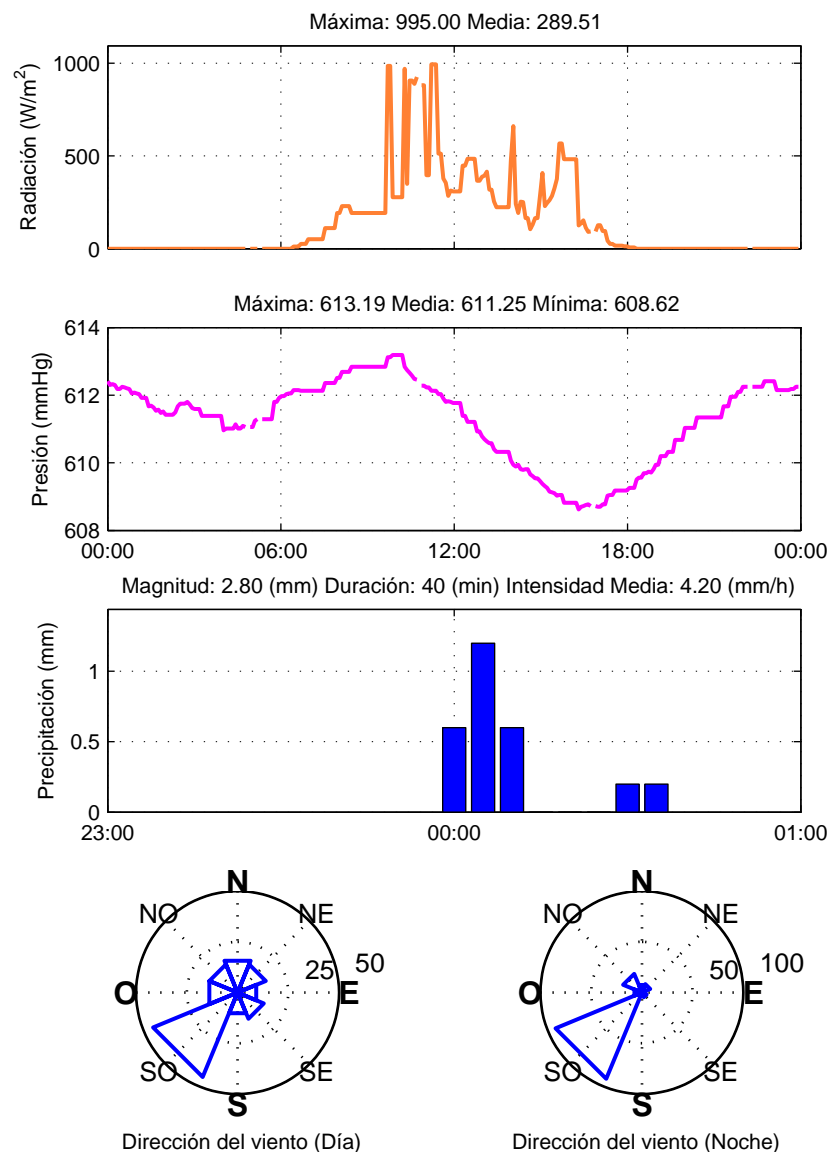 Máxima: 995.00 Media: 289.51
1000
500
0
Radiación (W/m²)
Máxima: 613.19 Media: 611.25 Mínima: 608.62
614
612
610
608
Presión (mmHg)
00:00 06:00 12:00 18:00 00:00
Magnitud: 2.80 (mm) Duración: 40 (min) Intensidad Media: 4.20 (mm/h)
1
0.5
0
Precipitación (mm)
23:00 00:00 01:00
N
NO NE
25 50
O E
SO SE
S
Dirección del viento (Día)
N
NO NE
50 100
O E
SO SE
S
Dirección del viento (Noche)